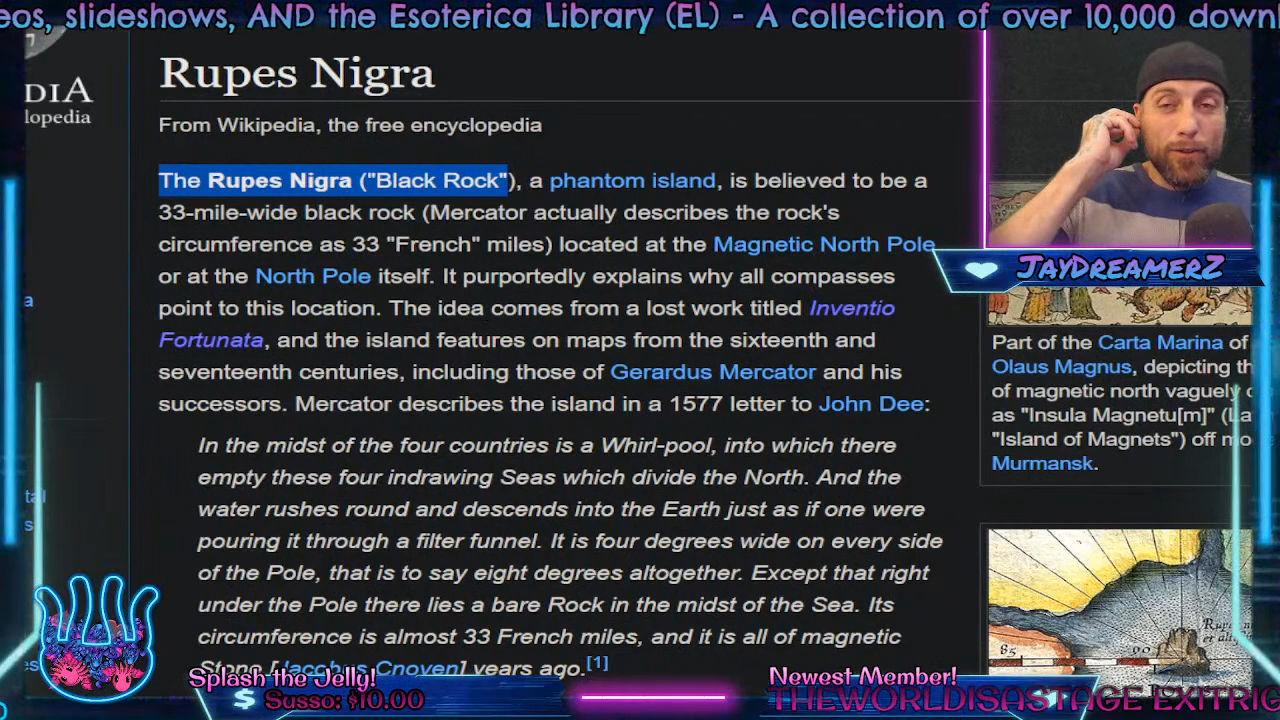 eos, slideshows, AND the Esoterica Library (EL) - A collection of over 10,000 downl
DIA
lopedia
Rupes Nigra
From Wikipedia, the free encyclopedia
The Rupes Nigra ("Black Rock"), a phantom island, is believed to be a
33-mile-wide black rock (Mercator actually describes the rock's
circumference as 33 "French" miles) located at the Magnetic North Pole
or at the North Pole itself. It purportedly explains why all compasses
point to this location. The idea comes from a lost work titled Inventio
Fortunata, and the island features on maps from the sixteenth and
seventeenth centuries, including those of Gerardus Mercator and his
successors. Mercator describes the island in a 1577 letter to John Dee:
In the midst of the four countries is a Whirl-pool, into which there
empty these four indrawing Seas which divide the North. And the
water rushes round and descends into the Earth just as if one were
pouring it through a filter funnel. It is four degrees wide on every side
of the Pole, that is to say eight degrees altogether. Except that right
under the Pole there lies a bare Rock in the midst of the Sea. Its
circumference is almost 33 French miles, and it is all of magnetic
Stone [Jacobus Cnoyen] years ago.[1]
JAYDREAMERZ
Part of the Carta Marina of
Olaus Magnus, depicting th
of magnetic north vaguely
as "Insula Magnetu[m]" (La
"Island of Magnets") off mo
Murmansk.
85
90
Splash the Jelly!
$ Susso: $10.00
Newest Member!
THEWORLDISASTAGE EXITRIG